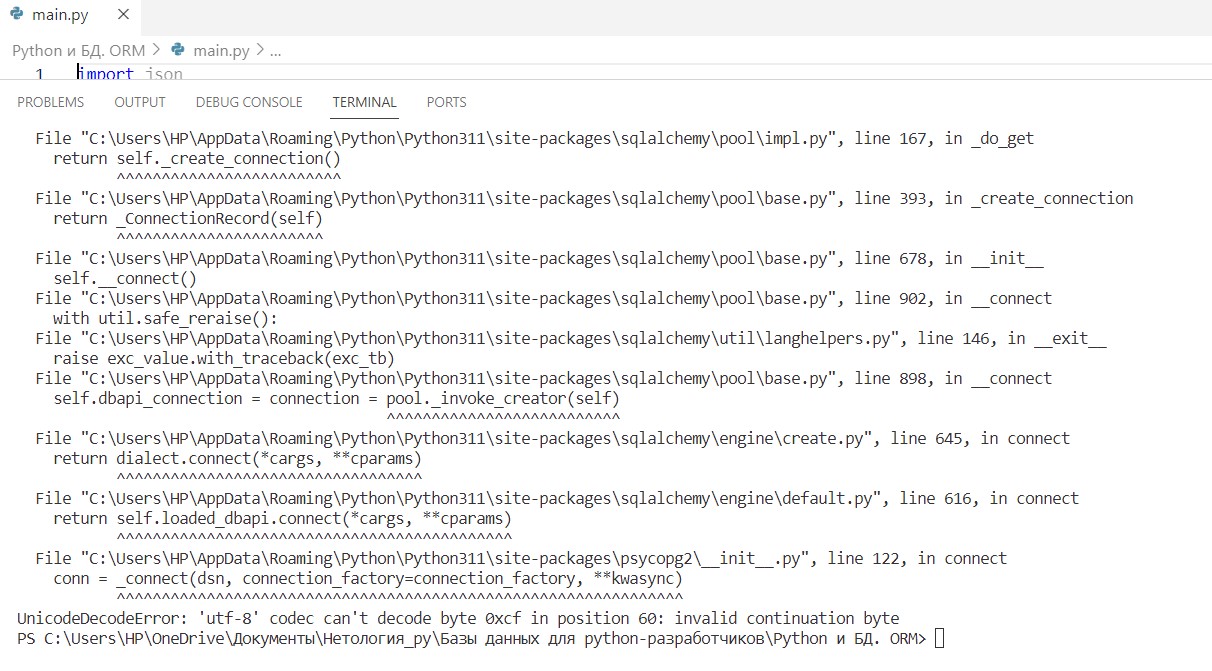 main.py
Python и БД. ORM > main.py > ...
1 import json
PROBLEMS OUTPUT DEBUG CONSOLE TERMINAL PORTS
File "C:\Users\HP\AppData\Roaming\Python\Python311\site-packages\sqlalchemy\pool\impl.py", line 167, in _do_get
return self._create_connection()
^^^^^^^^^^^^^^^^^^^^^^^^^
File "C:\Users\HP\AppData\Roaming\Python\Python311\site-packages\sqlalchemy\pool\base.py", line 393, in _create_connection
return _ConnectionRecord(self)
^^^^^^^^^^^^^^^^^^^^^^^
File "C:\Users\HP\AppData\Roaming\Python\Python311\site-packages\sqlalchemy\pool\base.py", line 678, in __init__
self.__connect()
File "C:\Users\HP\AppData\Roaming\Python\Python311\site-packages\sqlalchemy\pool\base.py", line 902, in __connect
with util.safe_reraise():
File "C:\Users\HP\AppData\Roaming\Python\Python311\site-packages\sqlalchemy\util\langhelpers.py", line 146, in __exit__
raise exc_value.with_traceback(exc_tb)
File "C:\Users\HP\AppData\Roaming\Python\Python311\site-packages\sqlalchemy\pool\base.py", line 898, in __connect
self.dbapi_connection = connection = pool._invoke_creator(self)
^^^^^^^^^^^^^^^^^^^^^^^^^^
File "C:\Users\HP\AppData\Roaming\Python\Python311\site-packages\sqlalchemy\engine\create.py", line 645, in connect
return dialect.connect(*cargs, **cparams)
^^^^^^^^^^^^^^^^^^^^^^^^^^^^^^^^^^
File "C:\Users\HP\AppData\Roaming\Python\Python311\site-packages\sqlalchemy\engine\default.py", line 616, in connect
return self.loaded_dbapi.connect(*cargs, **cparams)
^^^^^^^^^^^^^^^^^^^^^^^^^^^^^^^^^^^^^^^^^^^^
File "C:\Users\HP\AppData\Roaming\Python\Python311\site-packages\psycopg2\__init__.py", line 122, in connect
conn = _connect(dsn, connection_factory=connection_factory, **kwasync)
^^^^^^^^^^^^^^^^^^^^^^^^^^^^^^^^^^^^^^^^^^^^^^^^^^^^^^^^^^^^^^^
UnicodeDecodeError: 'utf-8' codec can't decode byte 0xcf in position 60: invalid continuation byte
PS C:\Users\HP\OneDrive\Документы\Нетология_py\Базы данных для python-разработчиков\Python и БД. ORM>